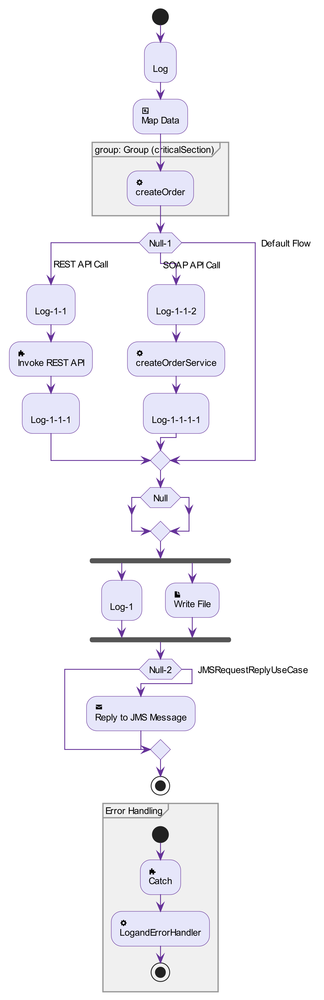 Log
Map Data
group: Group (criticalSection)
createOrder
Null-1
Default Flow
REST API Call
SOAP API Call
Log-1-1
Log-1-1-2
Invoke REST API
createOrderService
Log-1-1-1
Log-1-1-1-1
Null
Log-1
Write File
Null-2
JMSRequestReplyUseCase
Reply to JMS Message
Error Handling
Catch
LogandErrorHandler